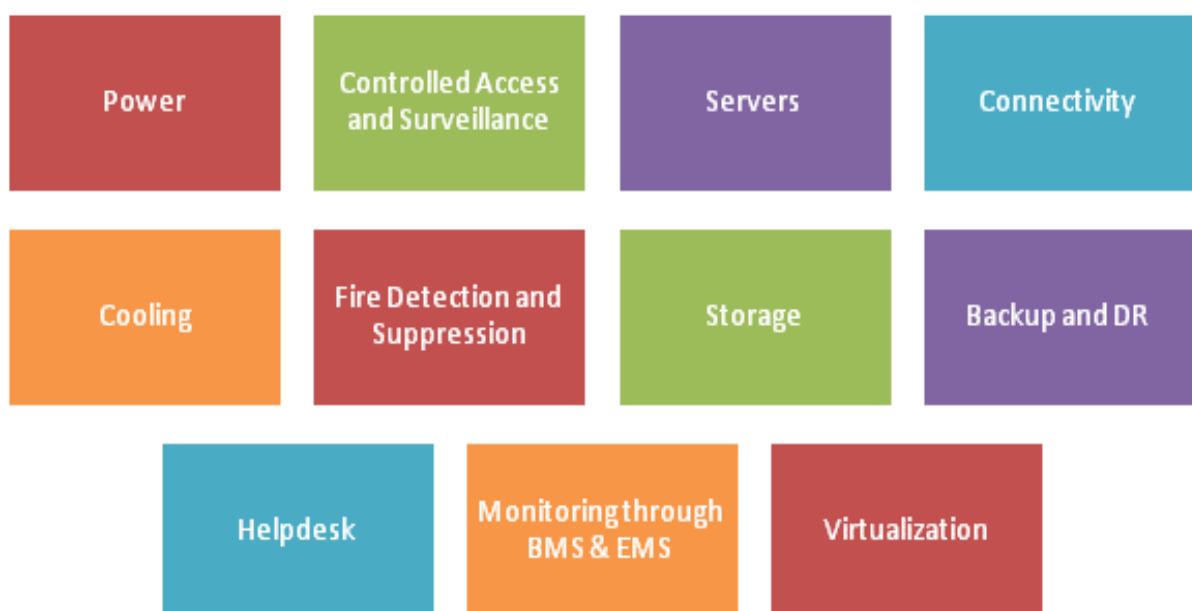 Power
Controlled Access
and Surveillance
Servers
Connectivity
Cooling
Fire Detection and
Suppression
Storage
Backup and DR
Helpdesk
Monitoring through
BMS & EMS
Virtualization